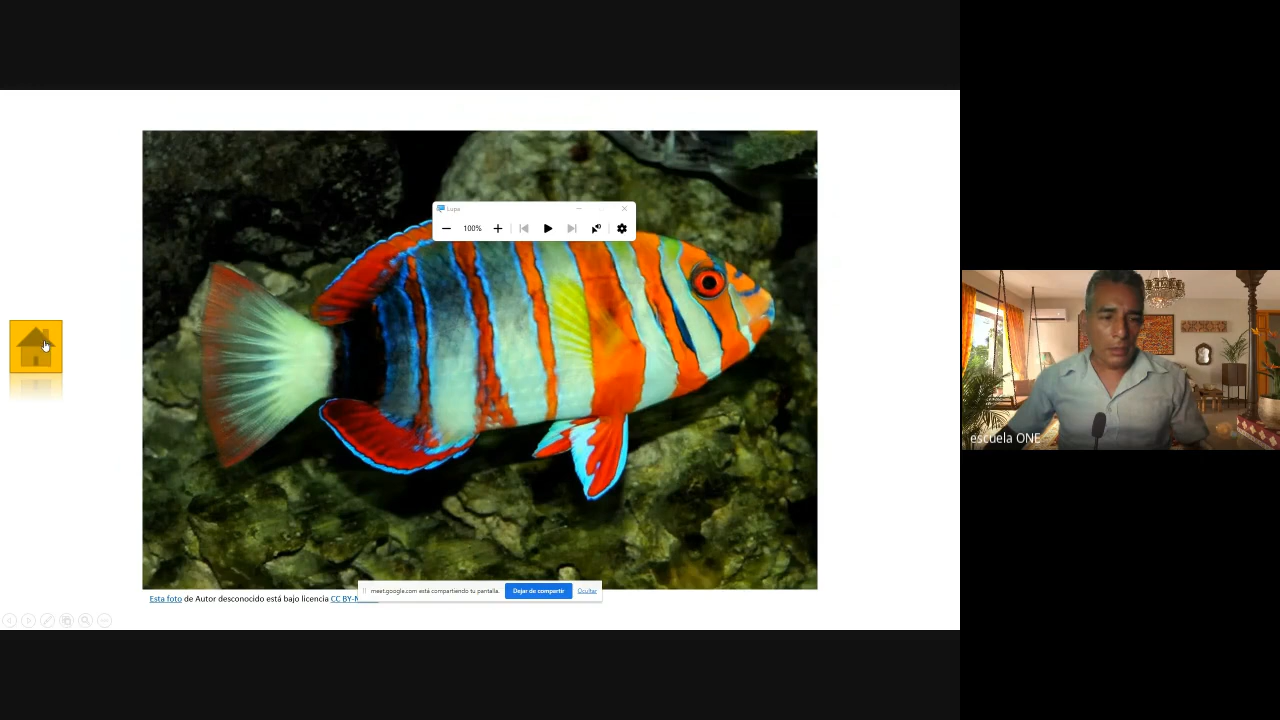 Lupa
100%
escuela ONE
meet.google.com está compartiendo tu pantalla.
Dejar de compartir
Ocultar
Esta foto de Autor desconocido está bajo licencia CC BY-